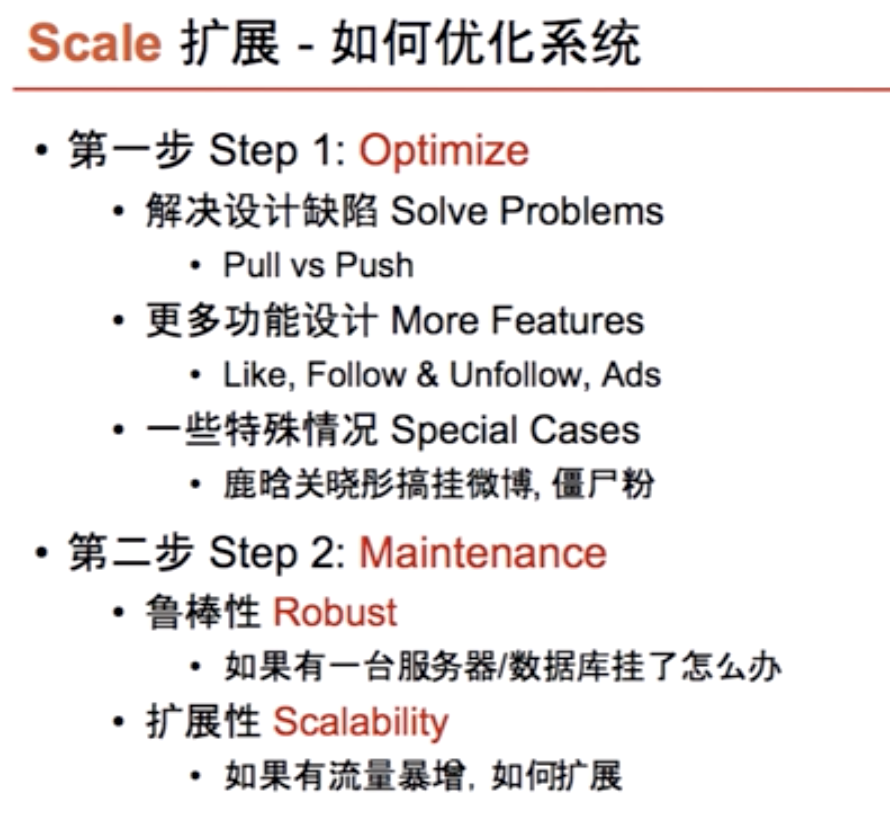 Scale 扩展 - 如何优化系统
• 第一步 Step 1: Optimize
• 解决设计缺陷 Solve Problems
• Pull vs Push
• 更多功能设计 More Features
• Like, Follow & Unfollow, Ads
• 一些特殊情况 Special Cases
• 鹿晗关晓彤搞挂微博, 僵尸粉
• 第二步 Step 2: Maintenance
• 鲁棒性 Robust
• 如果有一台服务器/数据库挂了怎么办
• 扩展性 Scalability
• 如果有流量暴增, 如何扩展